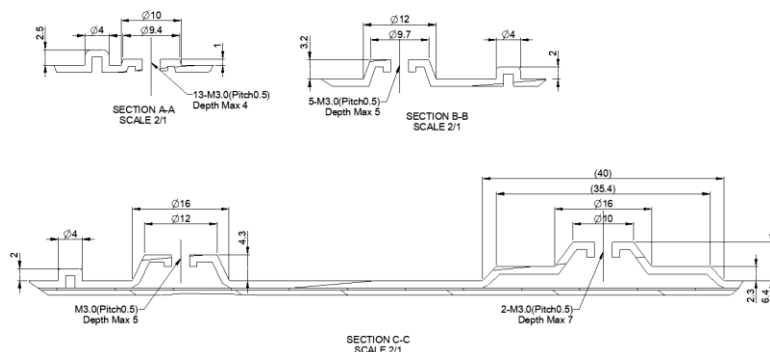 Ø10
Ø4
Ø9.4
2.5
1
13-M3.0(Pitch0.5)
Depth Max 4
SECTION A-A
SCALE 2/1
Ø12
Ø9.7
Ø4
3.2
2
5-M3.0(Pitch0.5)
Depth Max 5
SECTION B-B
SCALE 2/1
(40)
(35.4)
Ø16
Ø16
Ø12
Ø10
Ø4
2
4.3
2.3
6.4
M3.0(Pitch0.5)
Depth Max 5
2-M3.0(Pitch0.5)
Depth Max 7
SECTION C-C
SCALE 2/1